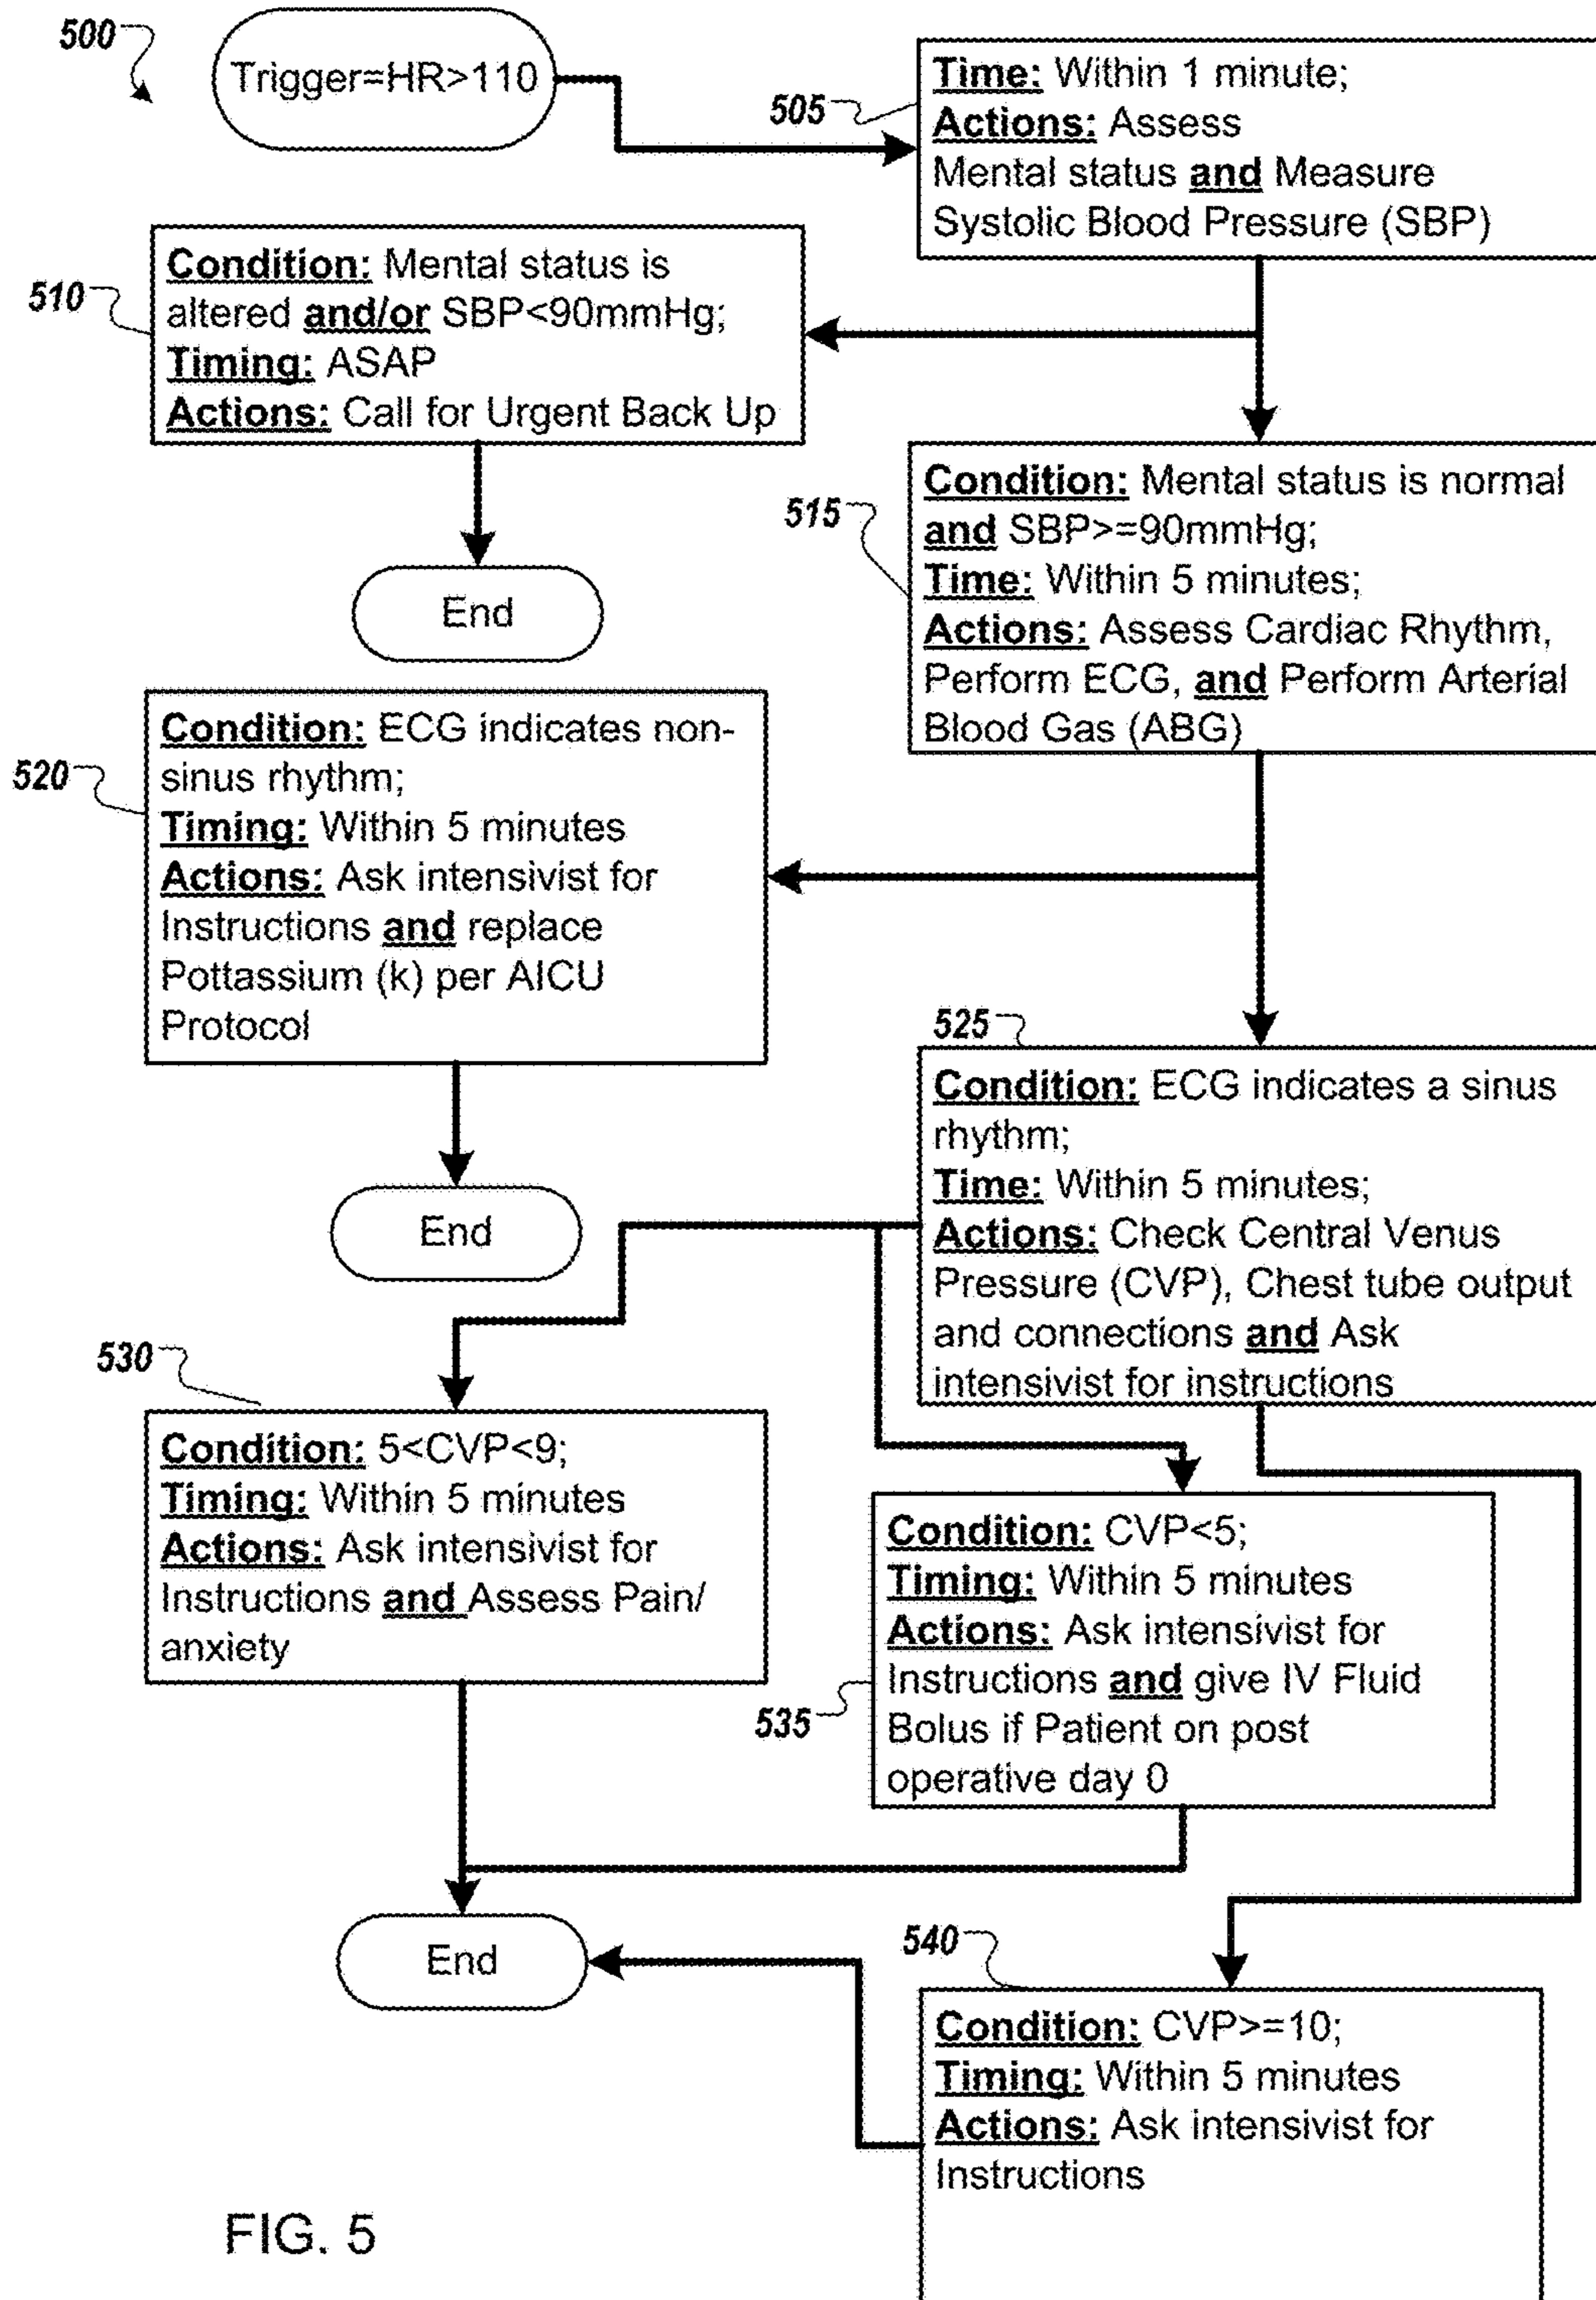 500
Trigger=HR>110
505
Time: Within 1 minute;
Actions: Assess
Mental status and Measure
Systolic Blood Pressure (SBP)
510
Condition: Mental status is
altered and/or SBP<90mmHg;
Timing: ASAP
Actions: Call for Urgent Back Up
End
515
Condition: Mental status is normal
and SBP>=90mmHg;
Time: Within 5 minutes;
Actions: Assess Cardiac Rhythm,
Perform ECG, and Perform Arterial
Blood Gas (ABG)
520
Condition: ECG indicates non-
sinus rhythm;
Timing: Within 5 minutes
Actions: Ask intensivist for
Instructions and replace
Pottassium (k) per AICU
Protocol
End
525
Condition: ECG indicates a sinus
rhythm;
Time: Within 5 minutes;
Actions: Check Central Venus
Pressure (CVP), Chest tube output
and connections and Ask
intensivist for instructions
530
Condition: 5<CVP<9;
Timing: Within 5 minutes
Actions: Ask intensivist for
Instructions and Assess Pain/
anxiety
535
Condition: CVP<5;
Timing: Within 5 minutes
Actions: Ask intensivist for
Instructions and give IV Fluid
Bolus if Patient on post
operative day 0
End
540
Condition: CVP>=10;
Timing: Within 5 minutes
Actions: Ask intensivist for
Instructions
FIG. 5